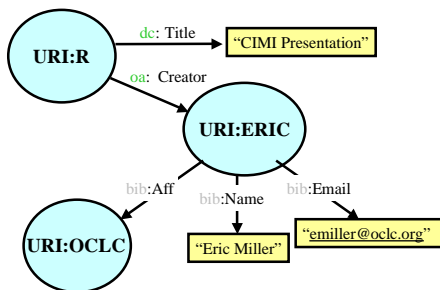 dc: Title
"CIMI Presentation"
URI:R
oa: Creator
URI:ERIC
bib:Aff
bib:Name
bib:Email
URI:OCLC
"Eric Miller"
"emiller@oclc.org"